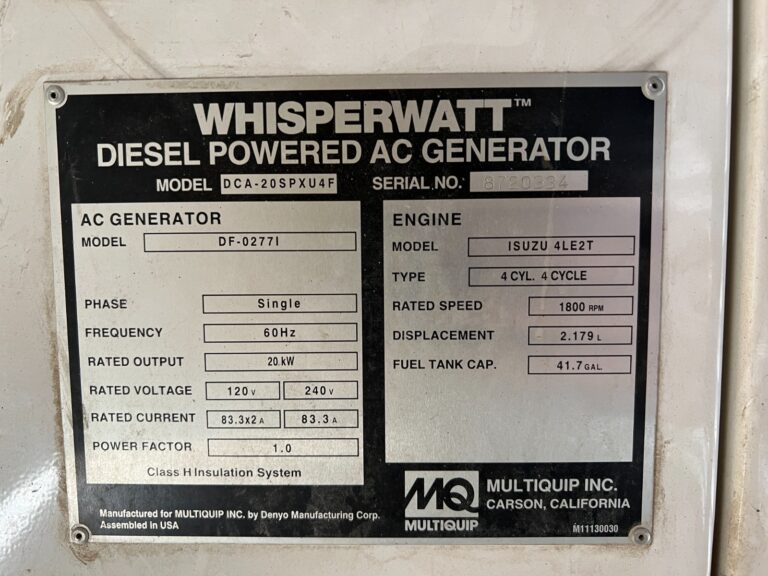 WHISPERWATT™
DIESEL POWERED AC GENERATOR
MODEL DCA-20SPXU4F SERIAL NO.
AC GENERATOR
MODEL DF-0277I
PHASE Single
FREQUENCY 60Hz
RATED OUTPUT 20 kW
RATED VOLTAGE 120 V 240 V
RATED CURRENT 83.3x2 A 83.3 A
POWER FACTOR 1.0
Class H Insulation System
ENGINE
MODEL ISUZU 4LE2T
TYPE 4 CYL. 4 CYCLE
RATED SPEED 1800 RPM
DISPLACEMENT 2.179 L
FUEL TANK CAP. 41.7 GAL.
Manufactured for MULTIQUIP INC. by Denyo Manufacturing Corp.
Assembled in USA
MQ
MULTIQUIP
MULTIQUIP INC.
CARSON, CALIFORNIA
M11130030